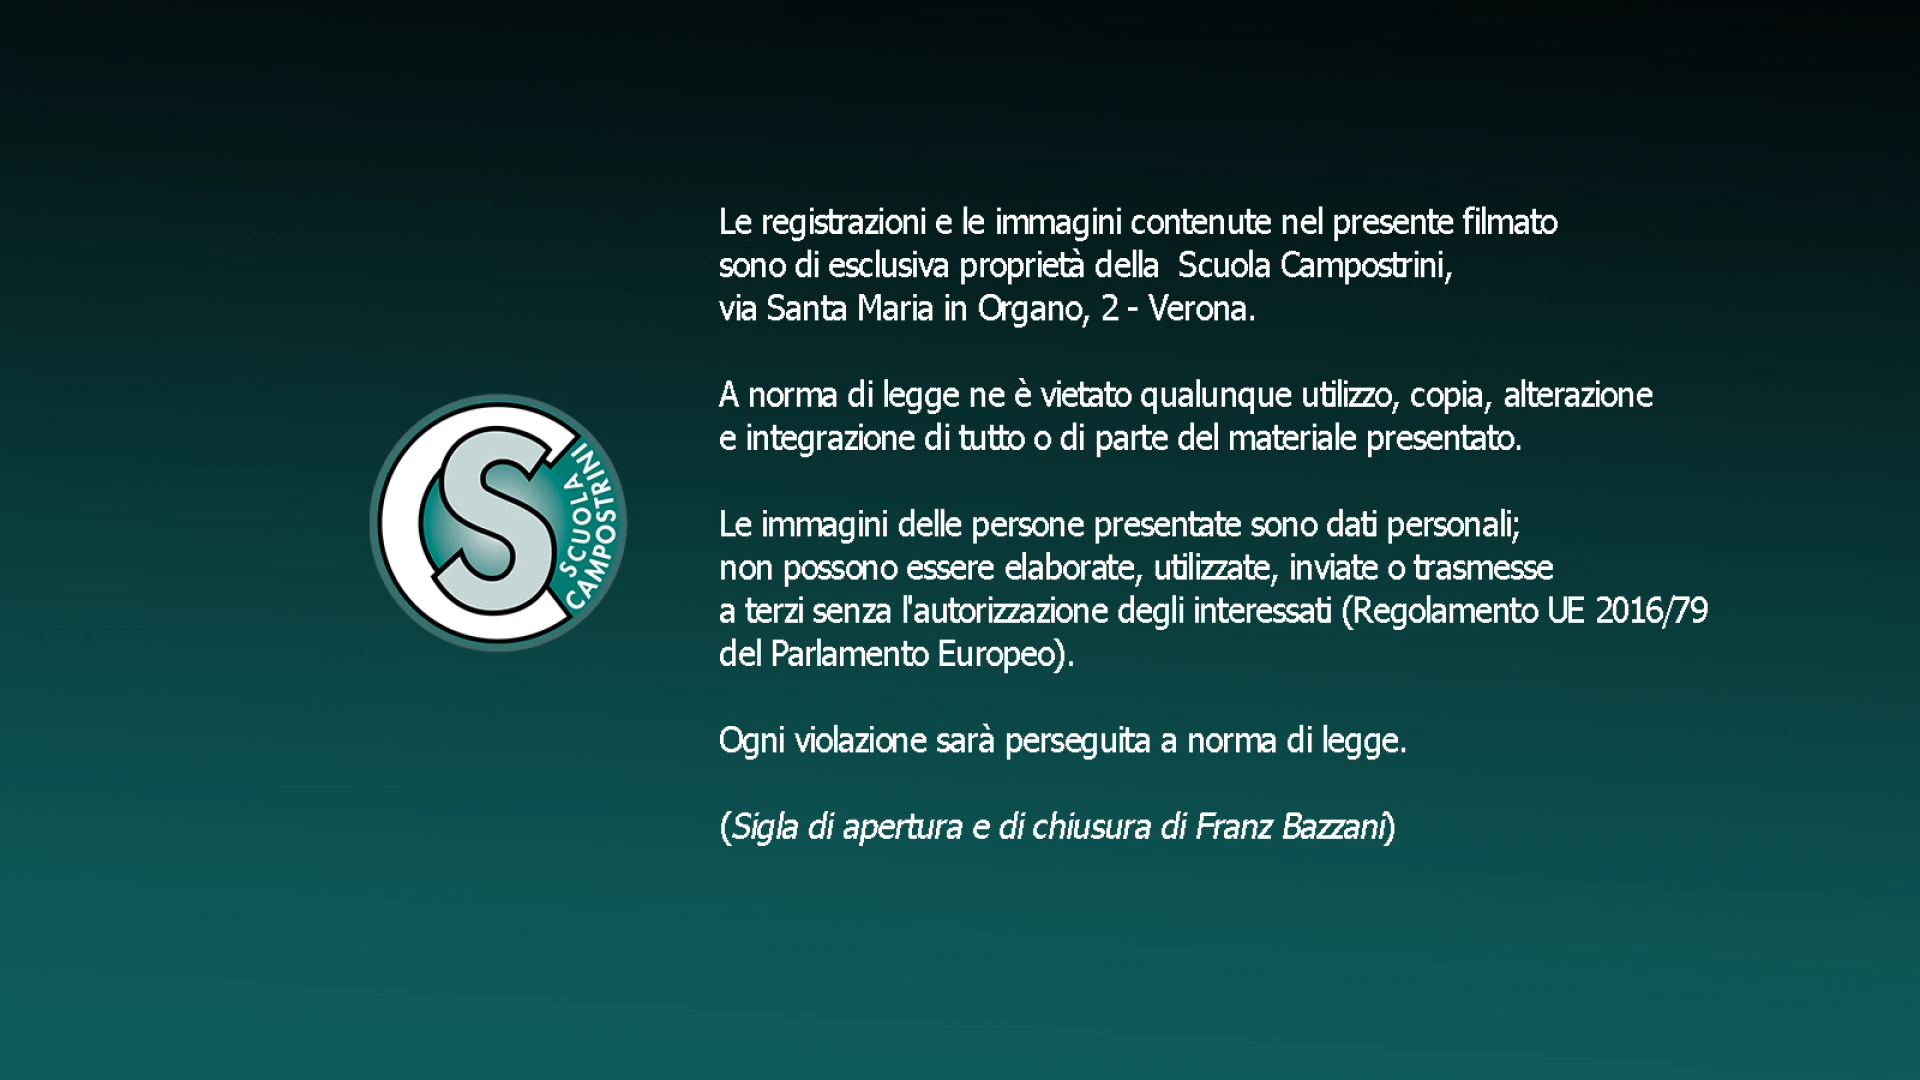 Le registrazioni e le immagini contenute nel presente filmato
sono di esclusiva proprietà della  Scuola Campostrini,
via Santa Maria in Organo, 2 - Verona.
A norma di legge ne è vietato qualunque utilizzo, copia, alterazione
e integrazione di tutto o di parte del materiale presentato.
Le immagini delle persone presentate sono dati personali;
non possono essere elaborate, utilizzate, inviate o trasmesse
a terzi senza l'autorizzazione degli interessati (Regolamento UE 2016/79
del Parlamento Europeo).
Ogni violazione sarà perseguita a norma di legge.
(Sigla di apertura e di chiusura di Franz Bazzani)
CS
SCUOLA
CAMPOSTRINI